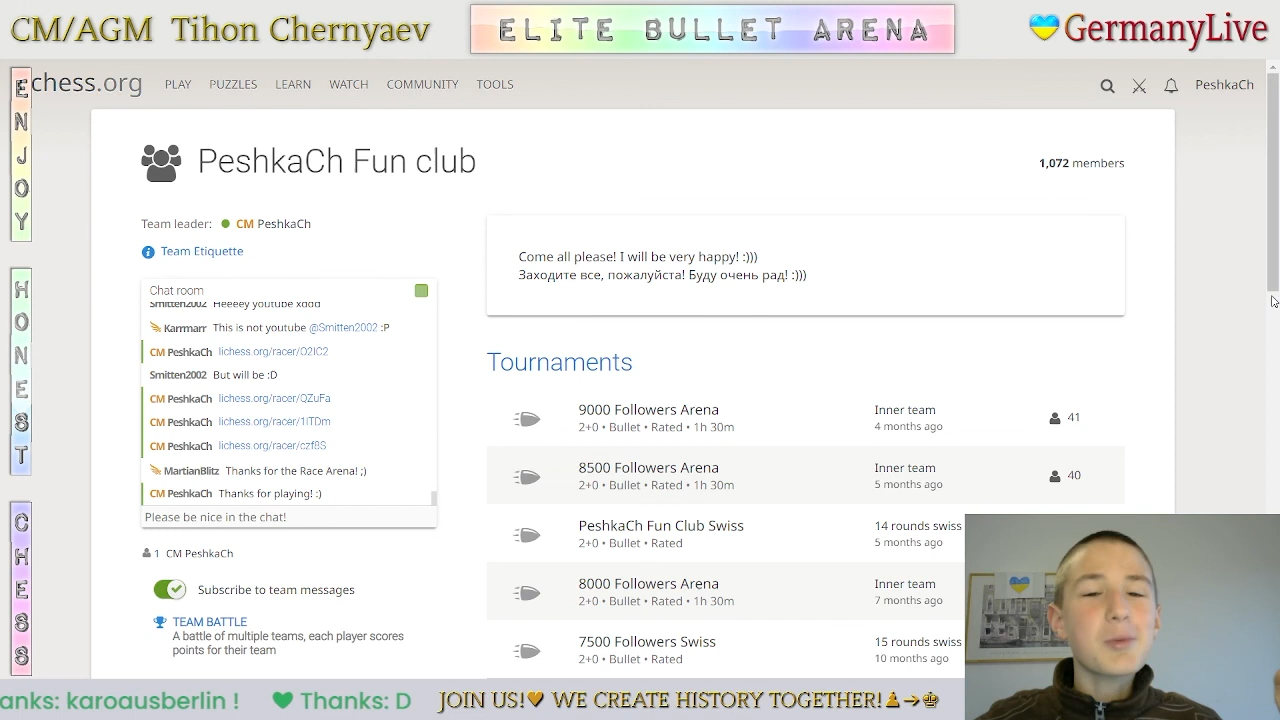 CM/AGM Tihon Chernyaev
ELITE BULLET ARENA
GermanyLive
chess.org
PLAY PUZZLES LEARN WATCH COMMUNITY TOOLS
PeshkaCh
ENJOY
HONEST
CHESS
PeshkaCh Fun club
1,072 members
Team leader: CM PeshkaCh
Team Etiquette
Come all please! I will be very happy! :)))
Заходите все, пожалуйста! Буду очень рад! :)))
Chat room
Smitten2002 Heeeey youtube xddd
Karrmarr This is not youtube @Smitten2002 :P
CM PeshkaCh lichess.org/racer/O2IC2
Smitten2002 But will be :D
CM PeshkaCh lichess.org/racer/QZuFa
CM PeshkaCh lichess.org/racer/1ITDm
CM PeshkaCh lichess.org/racer/czf8S
MartianBlitz Thanks for the Race Arena! ;)
CM PeshkaCh Thanks for playing! :)
Please be nice in the chat!
1 CM PeshkaCh
Subscribe to team messages
TEAM BATTLE
A battle of multiple teams, each player scores
points for their team
Tournaments
9000 Followers Arena
2+0 • Bullet • Rated • 1h 30m
Inner team
4 months ago
41
8500 Followers Arena
2+0 • Bullet • Rated • 1h 30m
Inner team
5 months ago
40
PeshkaCh Fun Club Swiss
2+0 • Bullet • Rated
14 rounds swiss
5 months ago
8000 Followers Arena
2+0 • Bullet • Rated • 1h 30m
Inner team
7 months ago
7500 Followers Swiss
2+0 • Bullet • Rated
15 rounds swiss
10 months ago
anks: karoausberlin ! Thanks: D
JOIN US! WE CREATE HISTORY TOGETHER!